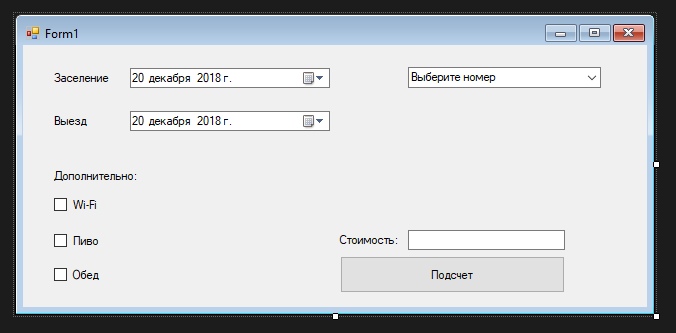 Form1
Заселение 20 декабря 2018 г. Выберите номер
Выезд 20 декабря 2018 г.
Дополнительно:
Wi-Fi
Пиво Стоимость:
Обед Подсчет